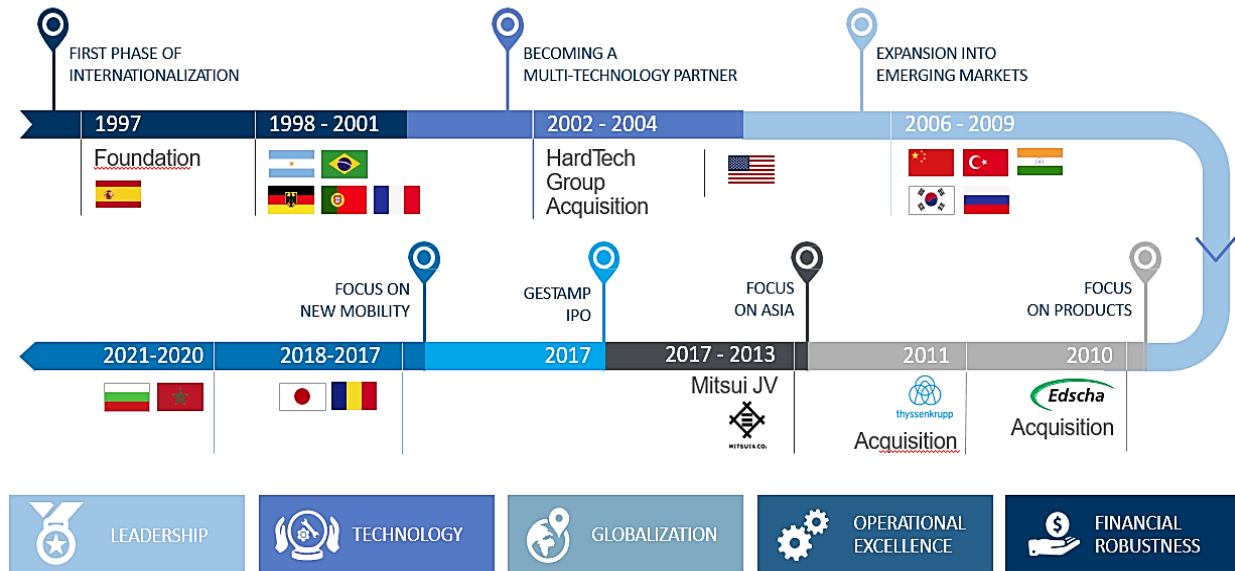 FIRST PHASE OF
INTERNATIONALIZATION
BECOMING A
MULTI-TECHNOLOGY PARTNER
EXPANSION INTO
EMERGING MARKETS
1997
1998 - 2001
2002 - 2004
2006 - 2009
Foundation
HardTech
Group
Acquisition
FOCUS ON
NEW MOBILITY
GESTAMP
IPO
FOCUS
ON ASIA
FOCUS
ON PRODUCTS
2021-2020
2018-2017
2017
2017 - 2013
2011
2010
Mitsui JV
MITSUI & CO.
thyssenkrupp
Acquisition
Edscha
Acquisition
LEADERSHIP
TECHNOLOGY
GLOBALIZATION
OPERATIONAL
EXCELLENCE
FINANCIAL
ROBUSTNESS